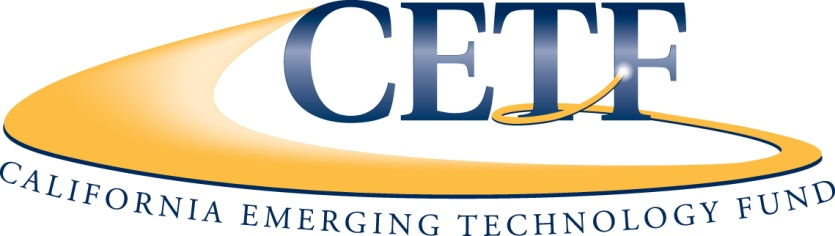 CETF
CALIFORNIA EMERGING TECHNOLOGY FUND